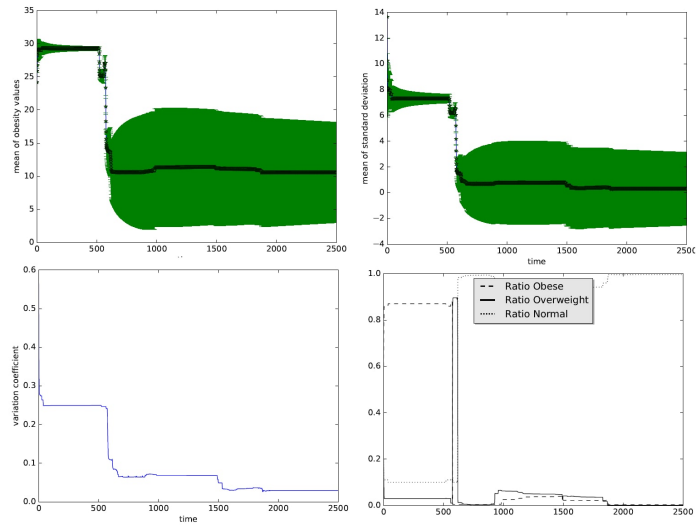 mean of obesity values
35
30
25
20
15
10
5
0
0 500 1000 1500 2000 2500
mean of standard deviation
14
12
10
8
6
4
2
0
−2
−4
0 500 1000 1500 2000 2500
time
variation coefficient
0.6
0.5
0.4
0.3
0.2
0.1
0.0
0 500 1000 1500 2000 2500
time
1.0
0.8
0.6
0.4
0.2
0.0
0 500 1000 1500 2000 2500
Ratio Obese
Ratio Overweight
Ratio Normal